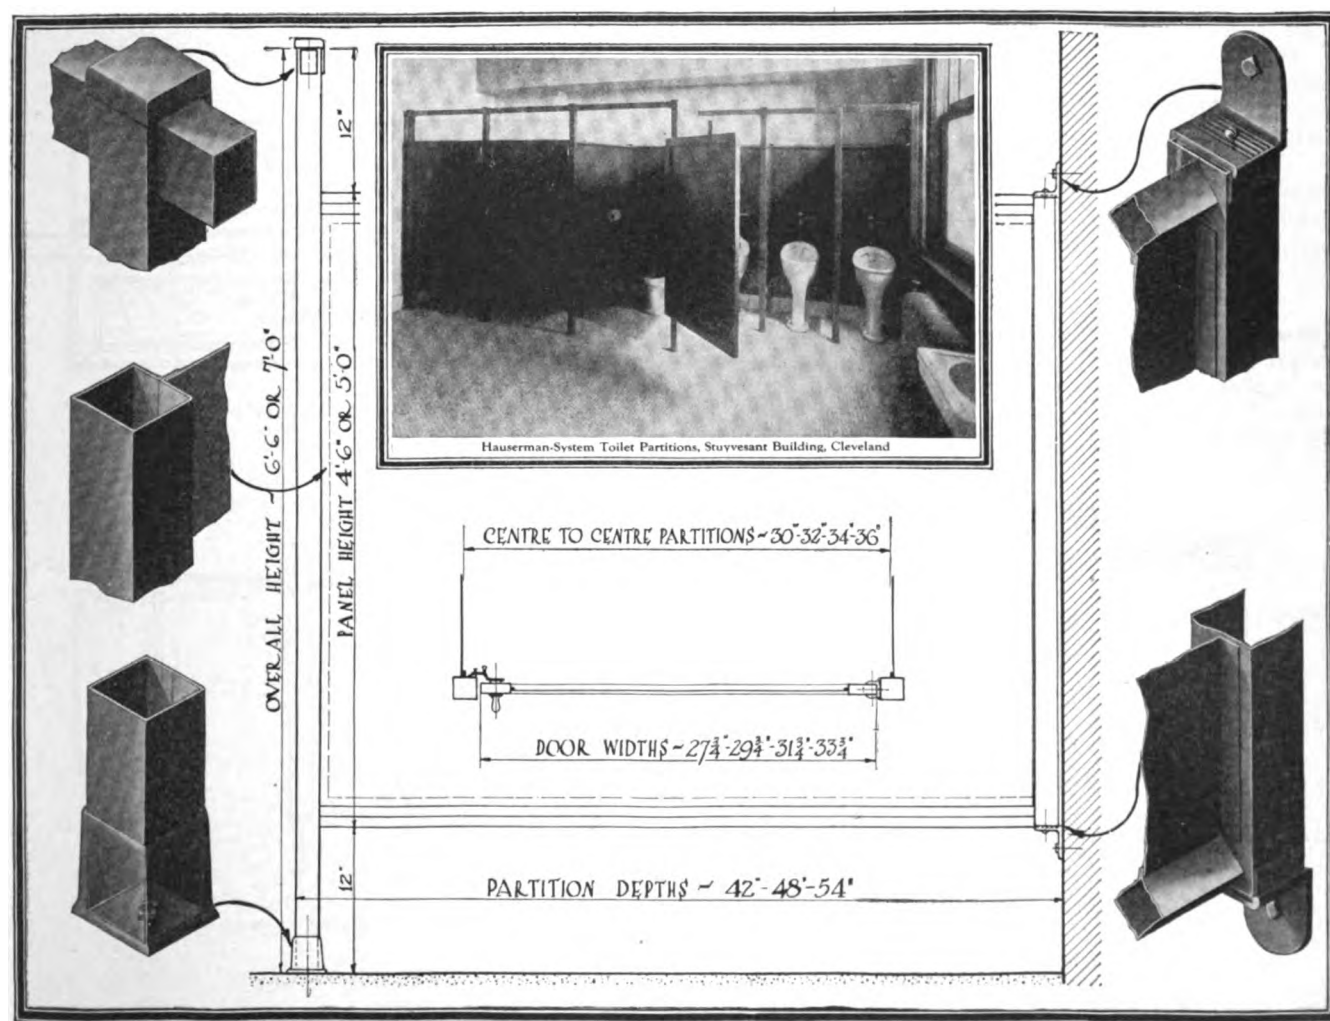 12"
OVERALL HEIGHT ~ 6'-6" OR 7'-0"
PANEL HEIGHT 4'-6" OR 5'-0"
Hauserman-System Toilet Partitions, Stuyvesant Building, Cleveland
CENTRE TO CENTRE PARTITIONS ~ 30"-32"-34"-36"
DOOR WIDTHS ~ 27¾"-29¾"-31¾"-33¾"
12"
PARTITION DEPTHS ~ 42"-48"-54"